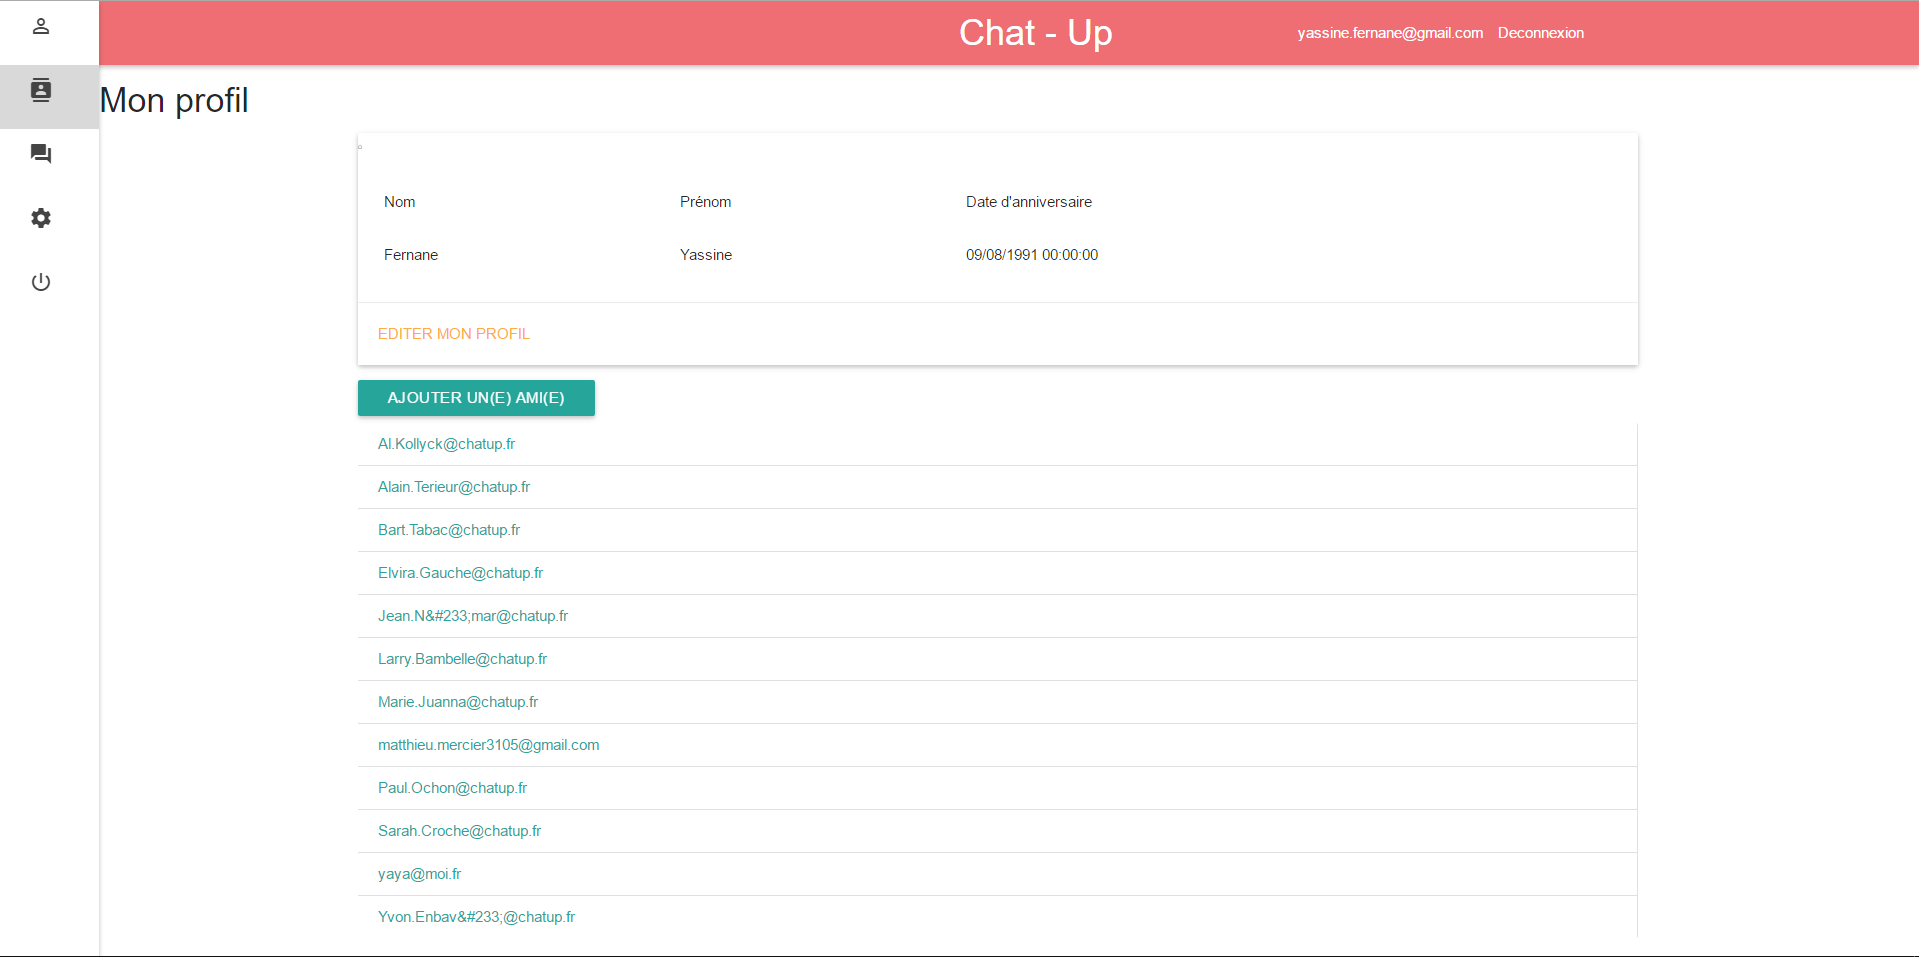 Chat - Up
yassine.fernane@gmail.com Deconnexion
Mon profil
Nom Prénom Date d'anniversaire
Fernane Yassine 09/08/1991 00:00:00
EDITER MON PROFIL
AJOUTER UN(E) AMI(E)
Al.Kollyck@chatup.fr
Alain.Terieur@chatup.fr
Bart.Tabac@chatup.fr
Elvira.Gauche@chatup.fr
Jean.N&#233;mar@chatup.fr
Larry.Bambelle@chatup.fr
Marie.Juanna@chatup.fr
matthieu.mercier3105@gmail.com
Paul.Ochon@chatup.fr
Sarah.Croche@chatup.fr
yaya@moi.fr
Yvon.Enbav&#233;@chatup.fr